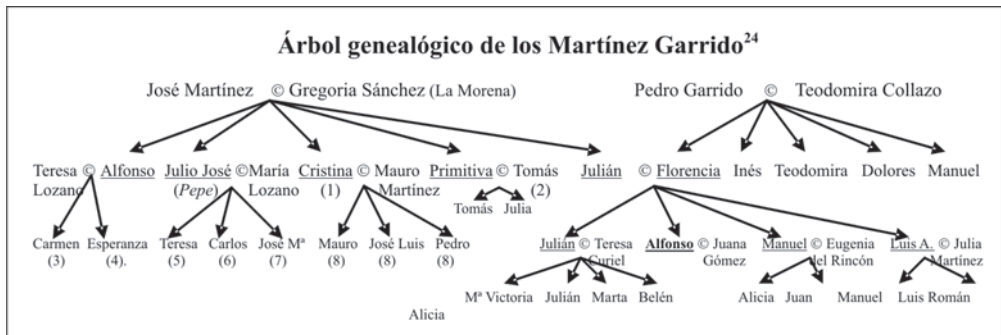 Árbol genealógico de los Martínez Garrido24
José Martínez © Gregoria Sánchez (La Morena) Pedro Garrido © Teodomira Collazo
Teresa © Alfonso Julio José ©María Cristina © Mauro Primitiva © Tomás Julián © Florencia Inés Teodomira Dolores Manuel
Lozano (Pepe) Lozano (1) Martínez (2)
Tomás Julia
Carmen Esperanza Teresa Carlos José Mª Mauro José Luis Pedro Julián © Teresa Alfonso © Juana Manuel © Eugenia Luis A. © Julia
(3) (4). (5) (6) (7) (8) (8) (8) Curiel Gómez del Rincón Martínez
Mª Victoria Julián Marta Belén Alicia Juan Manuel Luis Román
Alicia